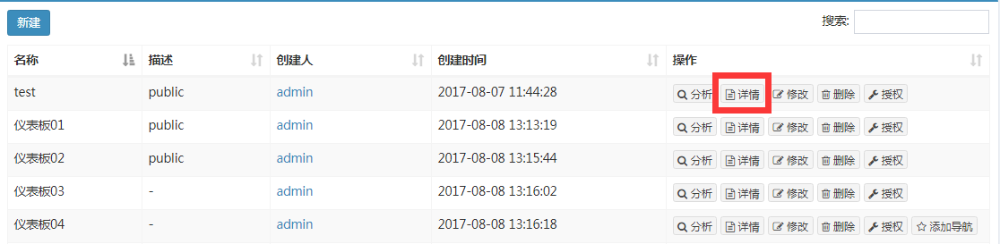 新建 搜索:
名称 描述 创建人 创建时间 操作
test public admin 2017-08-07 11:44:28 分析 详情 修改 删除 授权
仪表板01 public admin 2017-08-08 13:13:19 分析 详情 修改 删除 授权
仪表板02 public admin 2017-08-08 13:15:44 分析 详情 修改 删除 授权
仪表板03 - admin 2017-08-08 13:16:02 分析 详情 修改 删除 授权
仪表板04 - admin 2017-08-08 13:16:18 分析 详情 修改 删除 授权 添加导航